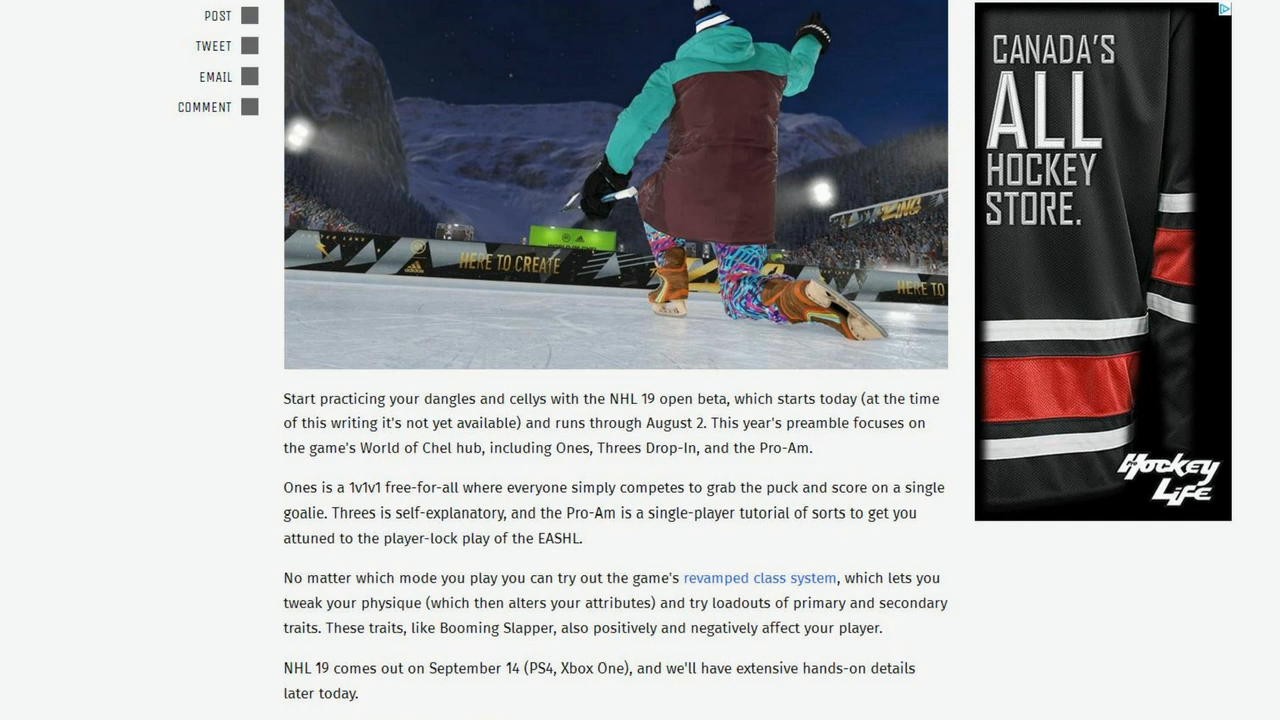 POST
TWEET
EMAIL
COMMENT
HERE TO CREATE
adidas
HERE TO
Start practicing your dangles and cellys with the NHL 19 open beta, which starts today (at the time
of this writing it's not yet available) and runs through August 2. This year's preamble focuses on
the game's World of Chel hub, including Ones, Threes Drop-In, and the Pro-Am.
Ones is a 1v1v1 free-for-all where everyone simply competes to grab the puck and score on a single
goalie. Threes is self-explanatory, and the Pro-Am is a single-player tutorial of sorts to get you
attuned to the player-lock play of the EASHL.
No matter which mode you play you can try out the game's revamped class system, which lets you
tweak your physique (which then alters your attributes) and try loadouts of primary and secondary
traits. These traits, like Booming Slapper, also positively and negatively affect your player.
NHL 19 comes out on September 14 (PS4, Xbox One), and we'll have extensive hands-on details
later today.
CANADA'S
ALL
HOCKEY
STORE.
Hockey
Life